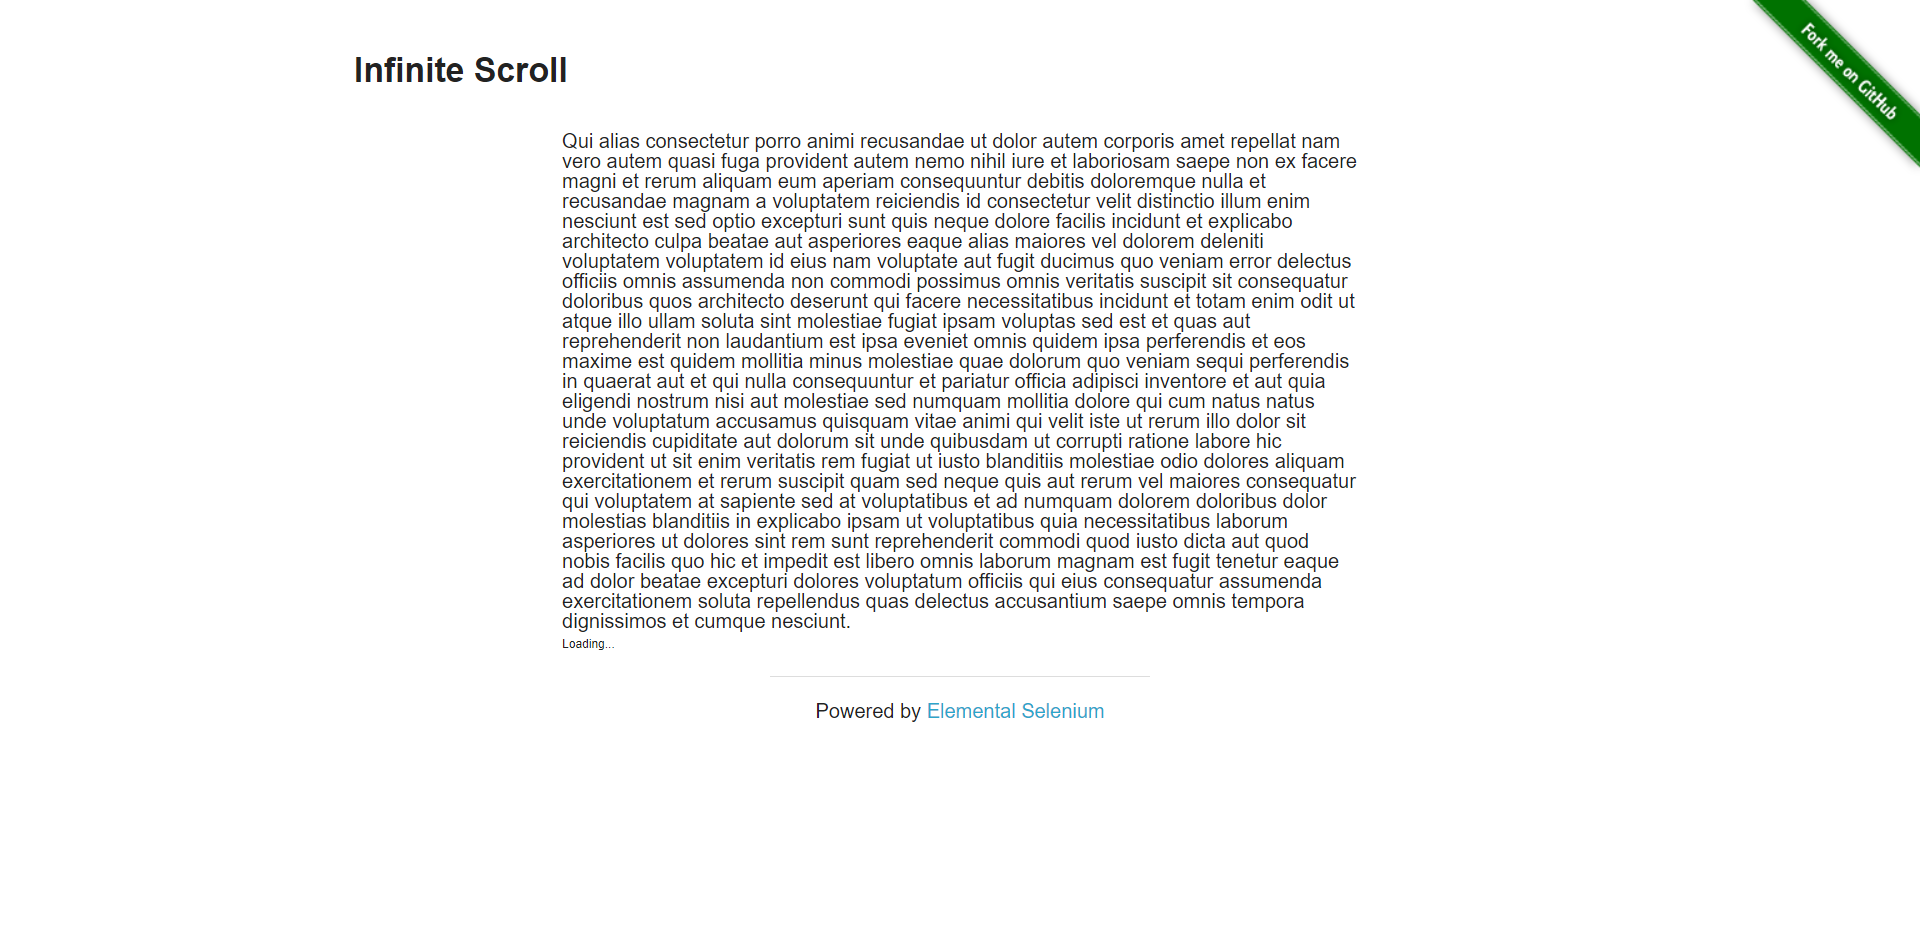 Fork me on GitHub
Infinite Scroll
Qui alias consectetur porro animi recusandae ut dolor autem corporis amet repellat nam
vero autem quasi fuga provident autem nemo nihil iure et laboriosam saepe non ex facere
magni et rerum aliquam eum aperiam consequuntur debitis doloremque nulla et
recusandae magnam a voluptatem reiciendis id consectetur velit distinctio illum enim
nesciunt est sed optio excepturi sunt quis neque dolore facilis incidunt et explicabo
architecto culpa beatae aut asperiores eaque alias maiores vel dolorem deleniti
voluptatem voluptatem id eius nam voluptate aut fugit ducimus quo veniam error delectus
officiis omnis assumenda non commodi possimus omnis veritatis suscipit sit consequatur
doloribus quos architecto deserunt qui facere necessitatibus incidunt et totam enim odit ut
atque illo ullam soluta sint molestiae fugiat ipsam voluptas sed est et quas aut
reprehenderit non laudantium est ipsa eveniet omnis quidem ipsa perferendis et eos
maxime est quidem mollitia minus molestiae quae dolorum quo veniam sequi perferendis
in quaerat aut et qui nulla consequuntur et pariatur officia adipisci inventore et aut quia
eligendi nostrum nisi aut molestiae sed numquam mollitia dolore qui cum natus natus
unde voluptatum accusamus quisquam vitae animi qui velit iste ut rerum illo dolor sit
reiciendis cupiditate aut dolorum sit unde quibusdam ut corrupti ratione labore hic
provident ut sit enim veritatis rem fugiat ut iusto blanditiis molestiae odio dolores aliquam
exercitationem et rerum suscipit quam sed neque quis aut rerum vel maiores consequatur
qui voluptatem at sapiente sed at voluptatibus et ad numquam dolorem doloribus dolor
molestias blanditiis in explicabo ipsam ut voluptatibus quia necessitatibus laborum
asperiores ut dolores sint rem sunt reprehenderit commodi quod iusto dicta aut quod
nobis facilis quo hic et impedit est libero omnis laborum magnam est fugit tenetur eaque
ad dolor beatae excepturi dolores voluptatum officiis qui eius consequatur assumenda
exercitationem soluta repellendus quas delectus accusantium saepe omnis tempora
dignissimos et cumque nesciunt.
Loading...
Powered by Elemental Selenium